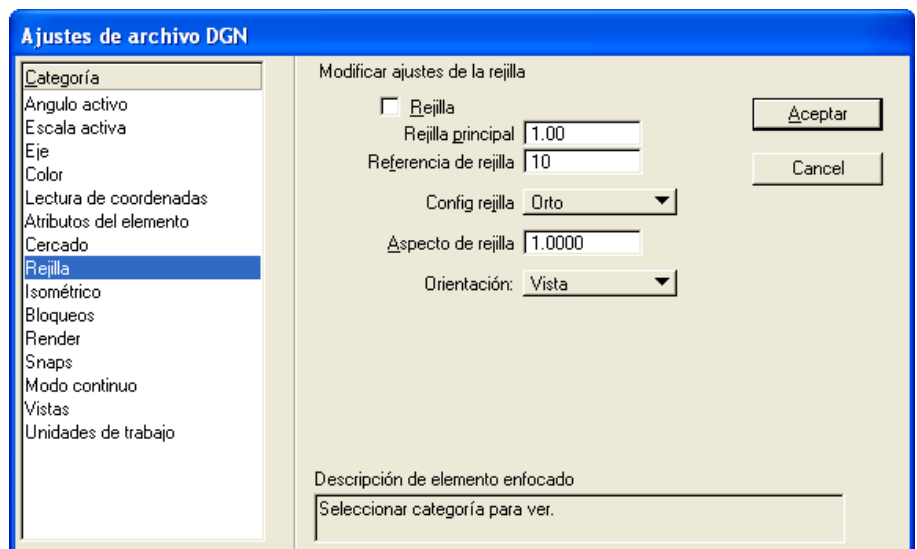 Ajustes de archivo DGN
Categoría
Angulo activo
Escala activa
Eje
Color
Lectura de coordenadas
Atributos del elemento
Cercado
Rejilla
Isométrico
Bloqueos
Render
Snaps
Modo continuo
Vistas
Unidades de trabajo
Modificar ajustes de la rejilla
Rejilla
Rejilla principal 1.00
Referencia de rejilla 10
Config rejilla Orto
Aspecto de rejilla 1.0000
Orientación: Vista
Aceptar
Cancel
Descripción de elemento enfocado
Seleccionar categoría para ver.